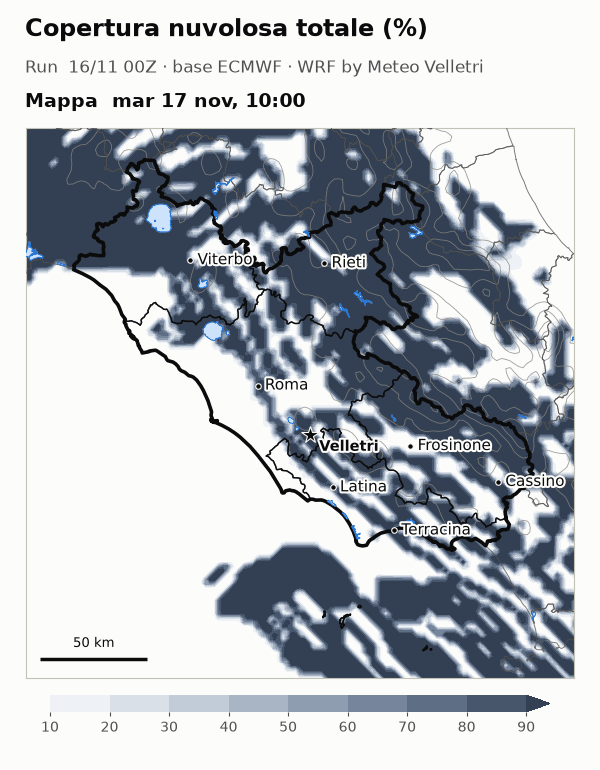 Copertura nuvolosa totale (%)
Run  16/11 00Z · base ECMWF · WRF by Meteo Velletri
Mappa  mar 17 nov, 10:00
Viterbo
Rieti
Roma
Velletri
Frosinone
Latina
Cassino
Terracina
50 km
10 20 30 40 50 60 70 80 90